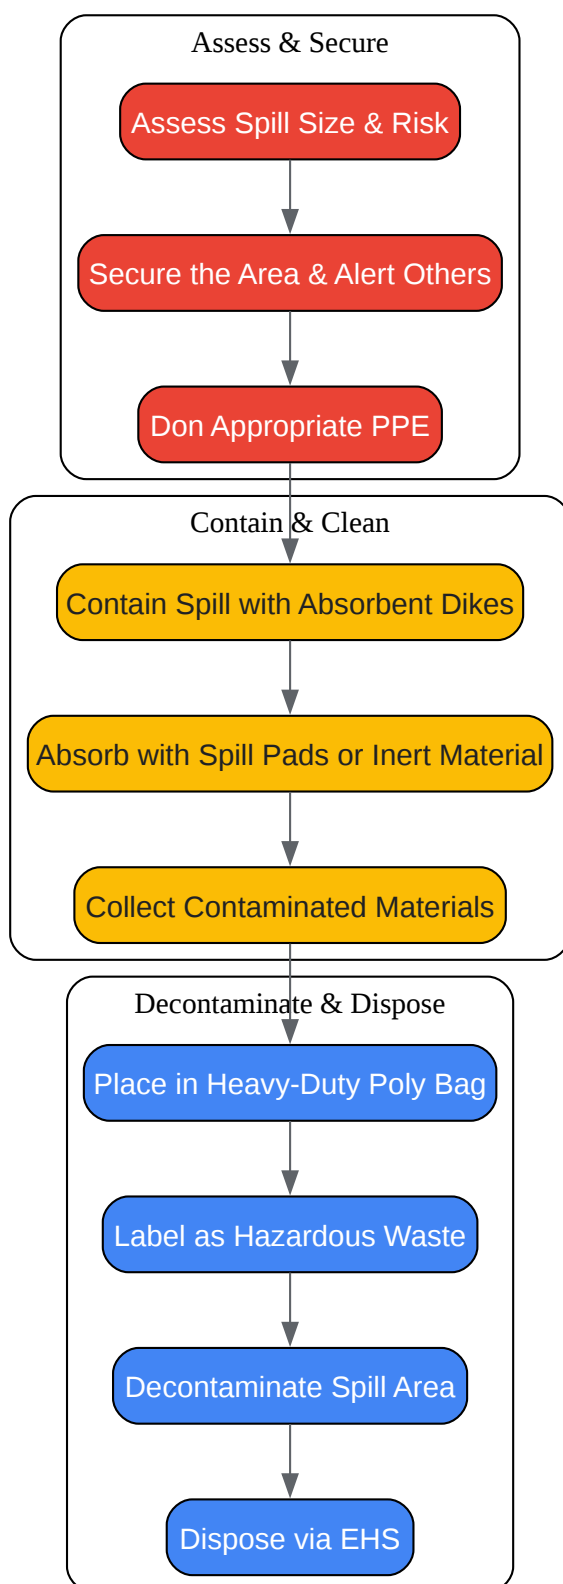 Assess & Secure
Assess Spill Size & Risk
Secure the Area & Alert Others
Don Appropriate PPE
Contain & Clean
Contain Spill with Absorbent Dikes
Absorb with Spill Pads or Inert Material
Collect Contaminated Materials
Decontaminate & Dispose
Place in Heavy-Duty Poly Bag
Label as Hazardous Waste
Decontaminate Spill Area
Dispose via EHS